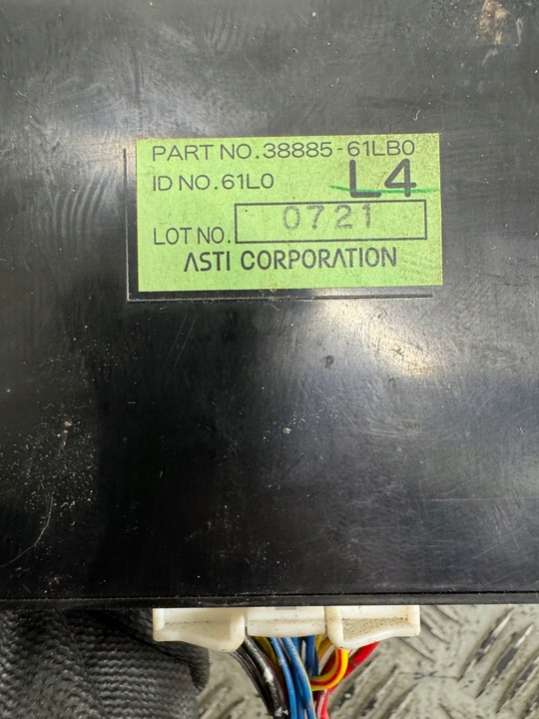 PART NO.38885-61LB0
ID NO.61L0 L4
LOT NO. 0721
ASTI CORPORATION